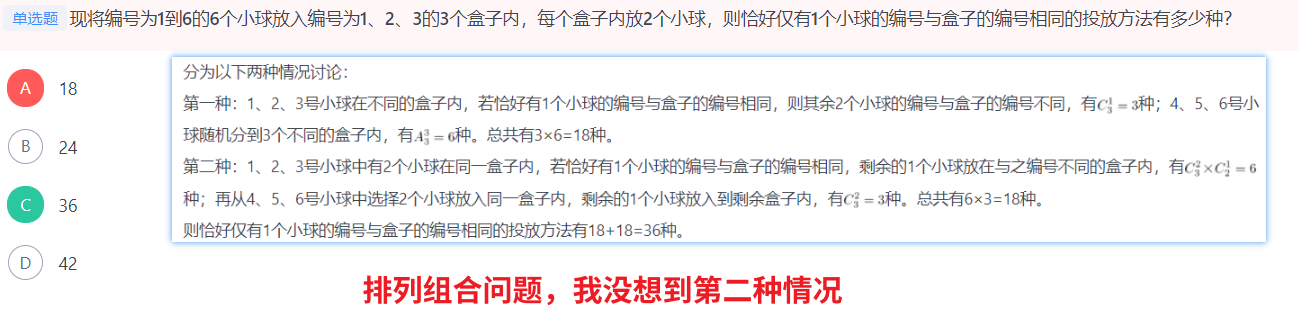 单选题 现将编号为1到6的6个小球放入编号为1、2、3的3个盒子内，每个盒子内放2个小球，则恰好仅有1个小球的编号与盒子的编号相同的投放方法有多少种？
A 18
B 24
C 36
D 42
分为以下两种情况讨论：
第一种：1、2、3号小球在不同的盒子内，若恰好有1个小球的编号与盒子的编号相同，则其余2个小球的编号与盒子的编号不同，有C₃¹＝3种；4、5、6号小
球随机分到3个不同的盒子内，有A₃³＝6种。总共有3×6=18种。
第二种：1、2、3号小球中有2个小球在同一盒子内，若恰好有1个小球的编号与盒子的编号相同，剩余的1个小球放在与之编号不同的盒子内，有C₃²×C₂¹＝6
种；再从4、5、6号小球中选择2个小球放入同一盒子内，剩余的1个小球放入到剩余盒子内，有C₃²＝3种。总共有6×3=18种。
则恰好仅有1个小球的编号与盒子的编号相同的投放方法有18+18=36种。
排列组合问题，我没想到第二种情况